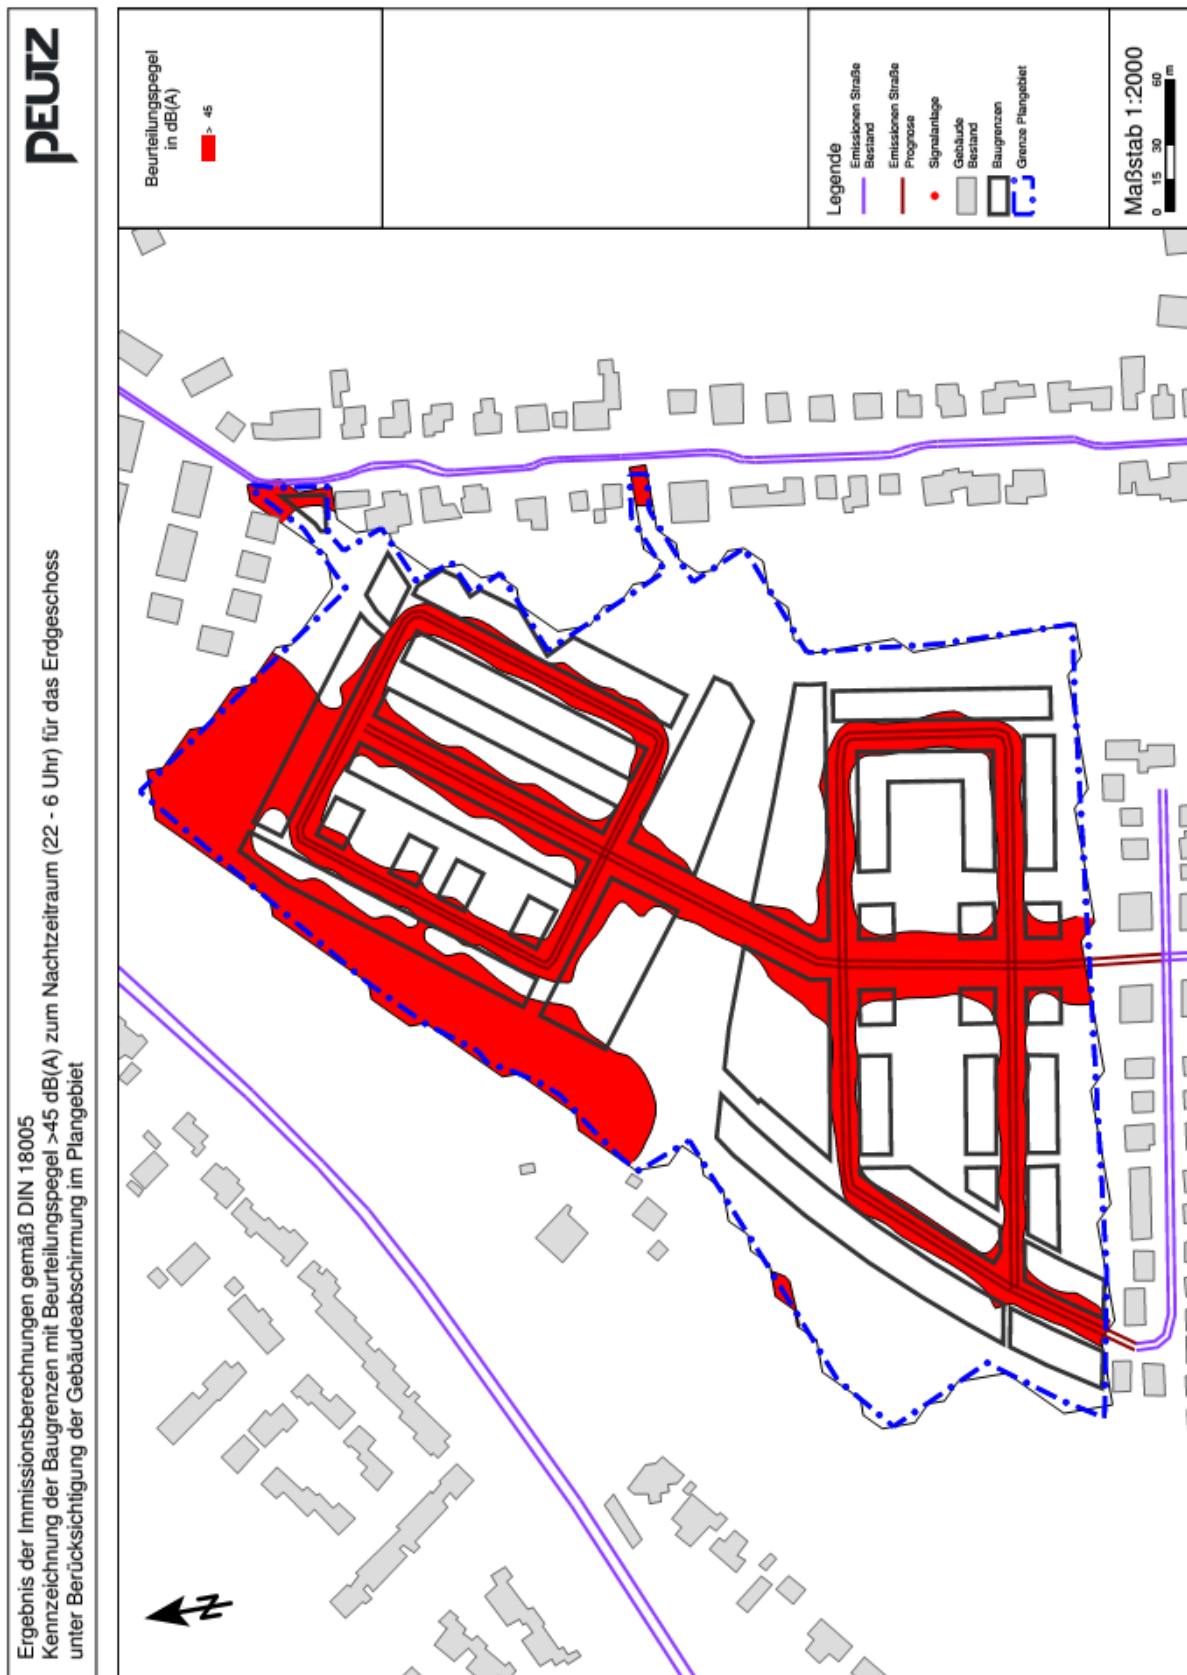 Ergebnis der Immissionsberechnungen gemäß DIN 18005
Kennzeichnung der Baugrenzen mit Beurteilungspegel >45 dB(A) zum Nachtzeitraum (22 - 6 Uhr) für das Erdgeschoss
unter Berücksichtigung der Gebäudeabschirmung im Plangebiet
PEUTZ
Beurteilungspegel
in dB(A)
> 45
Legende
Emissionen Straße
Bestand
Emissionen Straße
Prognose
Signalanlage
Gebäude
Bestand
Baugrenzen
Grenze Plangebiet
Maßstab 1:2000
0 15 30 60 m
N